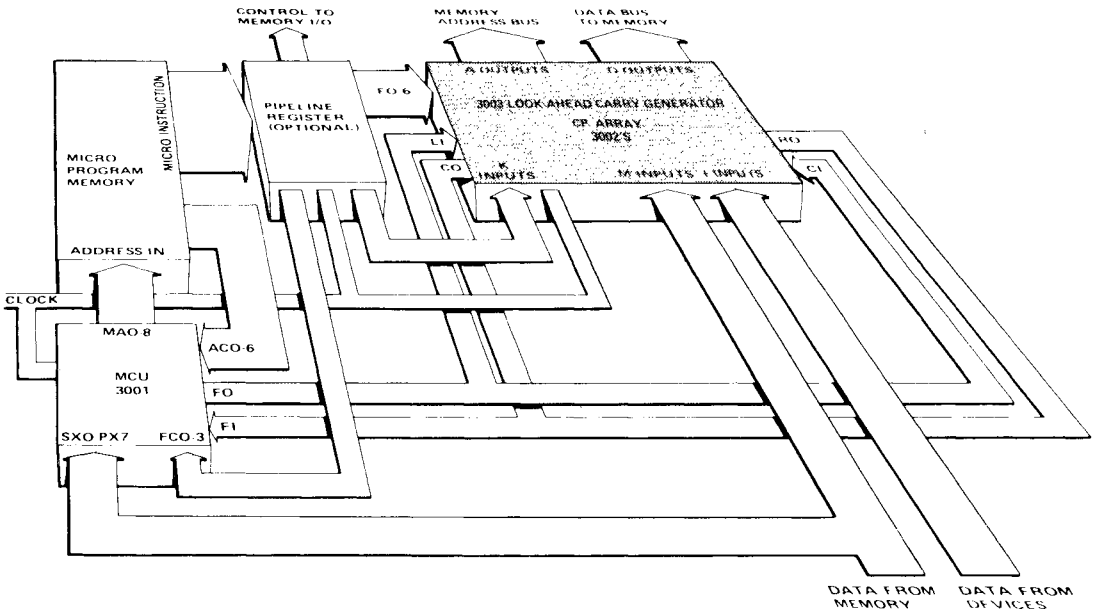 CONTROL TO
MEMORY I/O
MEMORY
ADDRESS BUS
DATA BUS
TO MEMORY
MICRO INSTRUCTION
PIPELINE
REGISTER
(OPTIONAL)
FO-6
A OUTPUTS
D OUTPUTS
3003 LOOK AHEAD CARRY GENERATOR
CP ARRAY
3002'S
MICRO
PROGRAM
MEMORY
LI
CO
K
INPUTS
M INPUTS
I INPUTS
RO
CI
ADDRESS IN
CLOCK
MAO-8
ACO-6
MCU
3001
FO
FI
SXO PX7
FCO-3
DATA FROM
MEMORY
DATA FROM
DEVICES